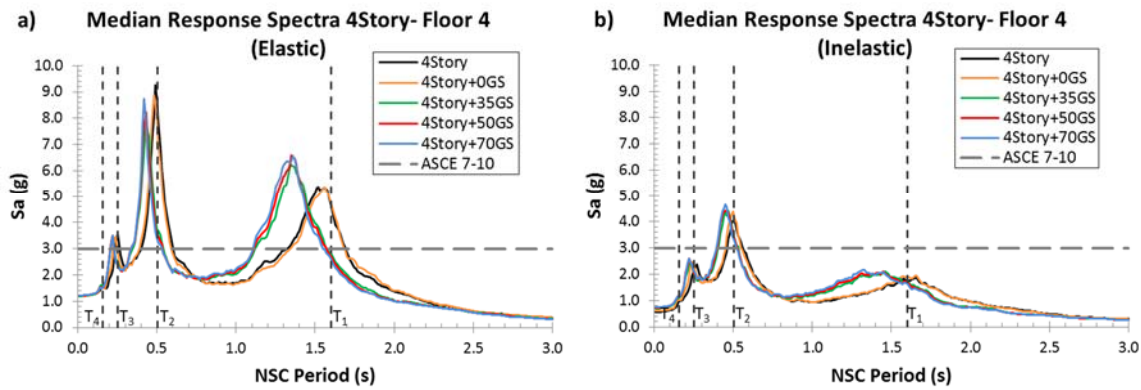 a)
Median Response Spectra 4Story- Floor 4
(Elastic)
10.0
9.0
8.0
7.0
6.0
5.0
4.0
3.0
2.0
1.0
0.0
Sa (g)
4Story
4Story+0GS
4Story+35GS
4Story+50GS
4Story+70GS
ASCE 7-10
T4
T3
T2
T1
0.0 0.5 1.0 1.5 2.0 2.5 3.0
NSC Period (s)
b)
Median Response Spectra 4Story- Floor 4
(Inelastic)
10.0
9.0
8.0
7.0
6.0
5.0
4.0
3.0
2.0
1.0
0.0
Sa (g)
4Story
4Story+0GS
4Story+35GS
4Story+50GS
4Story+70GS
ASCE 7-10
T4
T3
T2
T1
0.0 0.5 1.0 1.5 2.0 2.5 3.0
NSC Period (s)